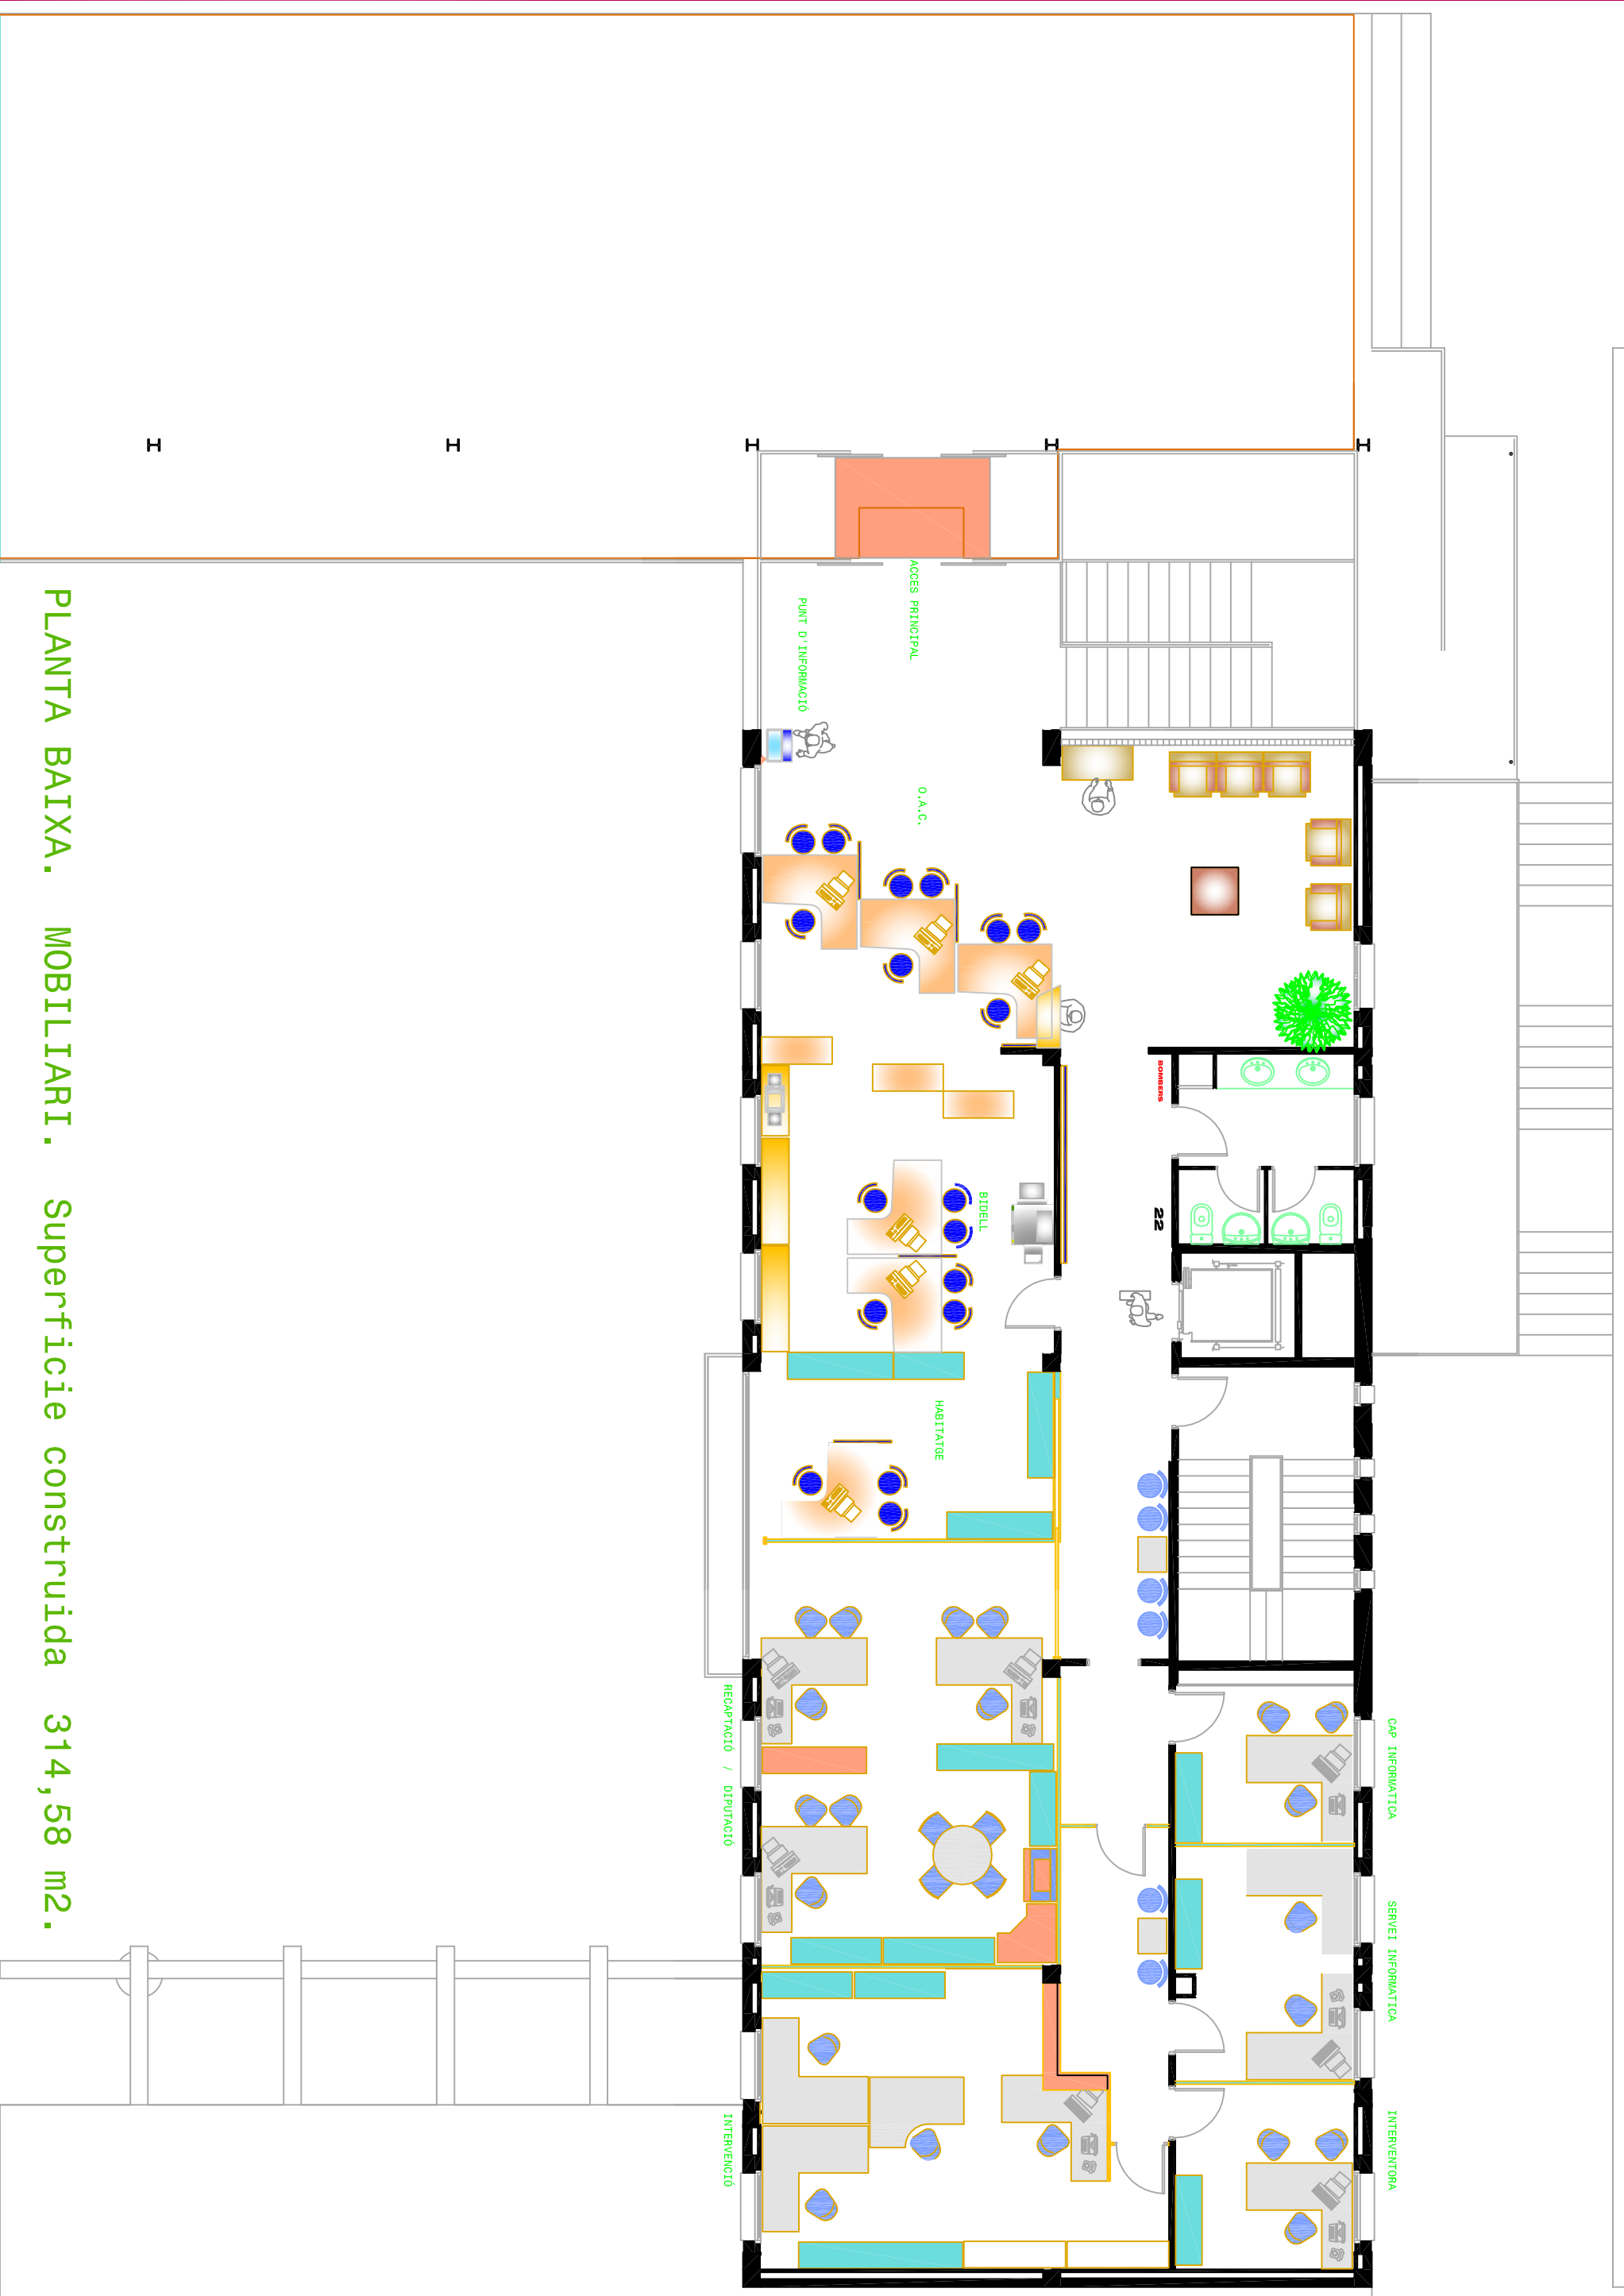 PLANTA BAIXA. MOBILIARI. Superficie construida 314,58 m2.
ACCES PRINCIPAL
PUNT D'INFORMACIÓ
O.A.C.
BOMBERS
22
BIDELL
HABITATGE
RECAPTACIÓ / DIPUTACIÓ
INTERVENCIÓ
CAP INFORMATICA
SERVEI INFORMATICA
INTERVENTORA